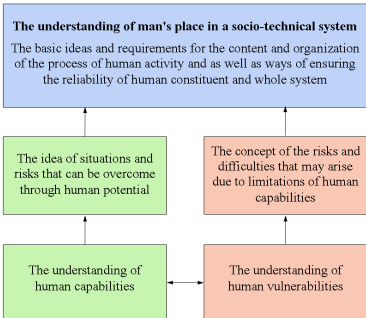 The understanding of man's place in a socio-technical system
The basic ideas and requirements for the content and organization
of the process of human activity and as well as ways of ensuring
the reliability of human constituent and whole system
The idea of situations and
risks that can be overcome
through human potential
The concept of the risks and
difficulties that may arise
due to limitations of human
capabilities
The understanding of
human capabilities
The understanding of
human vulnerabilities